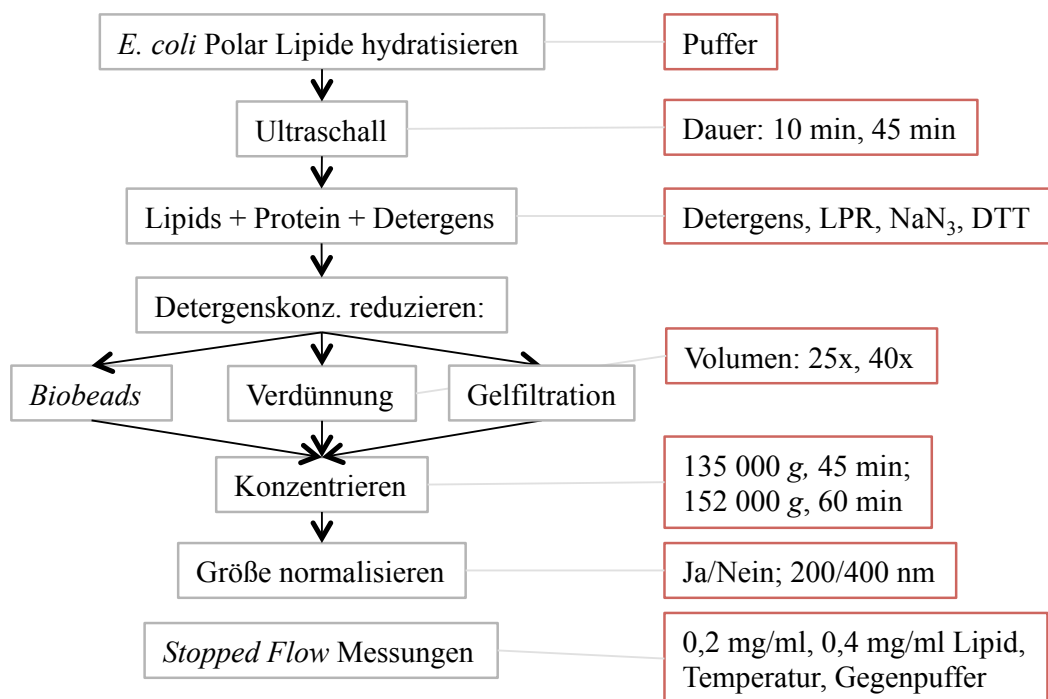 E. coli Polar Lipide hydratisieren
Puffer
Ultraschall
Dauer: 10 min, 45 min
Lipids + Protein + Detergens
Detergens, LPR, NaN₃, DTT
Detergenskonz. reduzieren:
Volumen: 25x, 40x
Biobeads
Verdünnung
Gelfiltration
Konzentrieren
135 000 g, 45 min;
152 000 g, 60 min
Größe normalisieren
Ja/Nein; 200/400 nm
Stopped Flow Messungen
0,2 mg/ml, 0,4 mg/ml Lipid,
Temperatur, Gegenpuffer